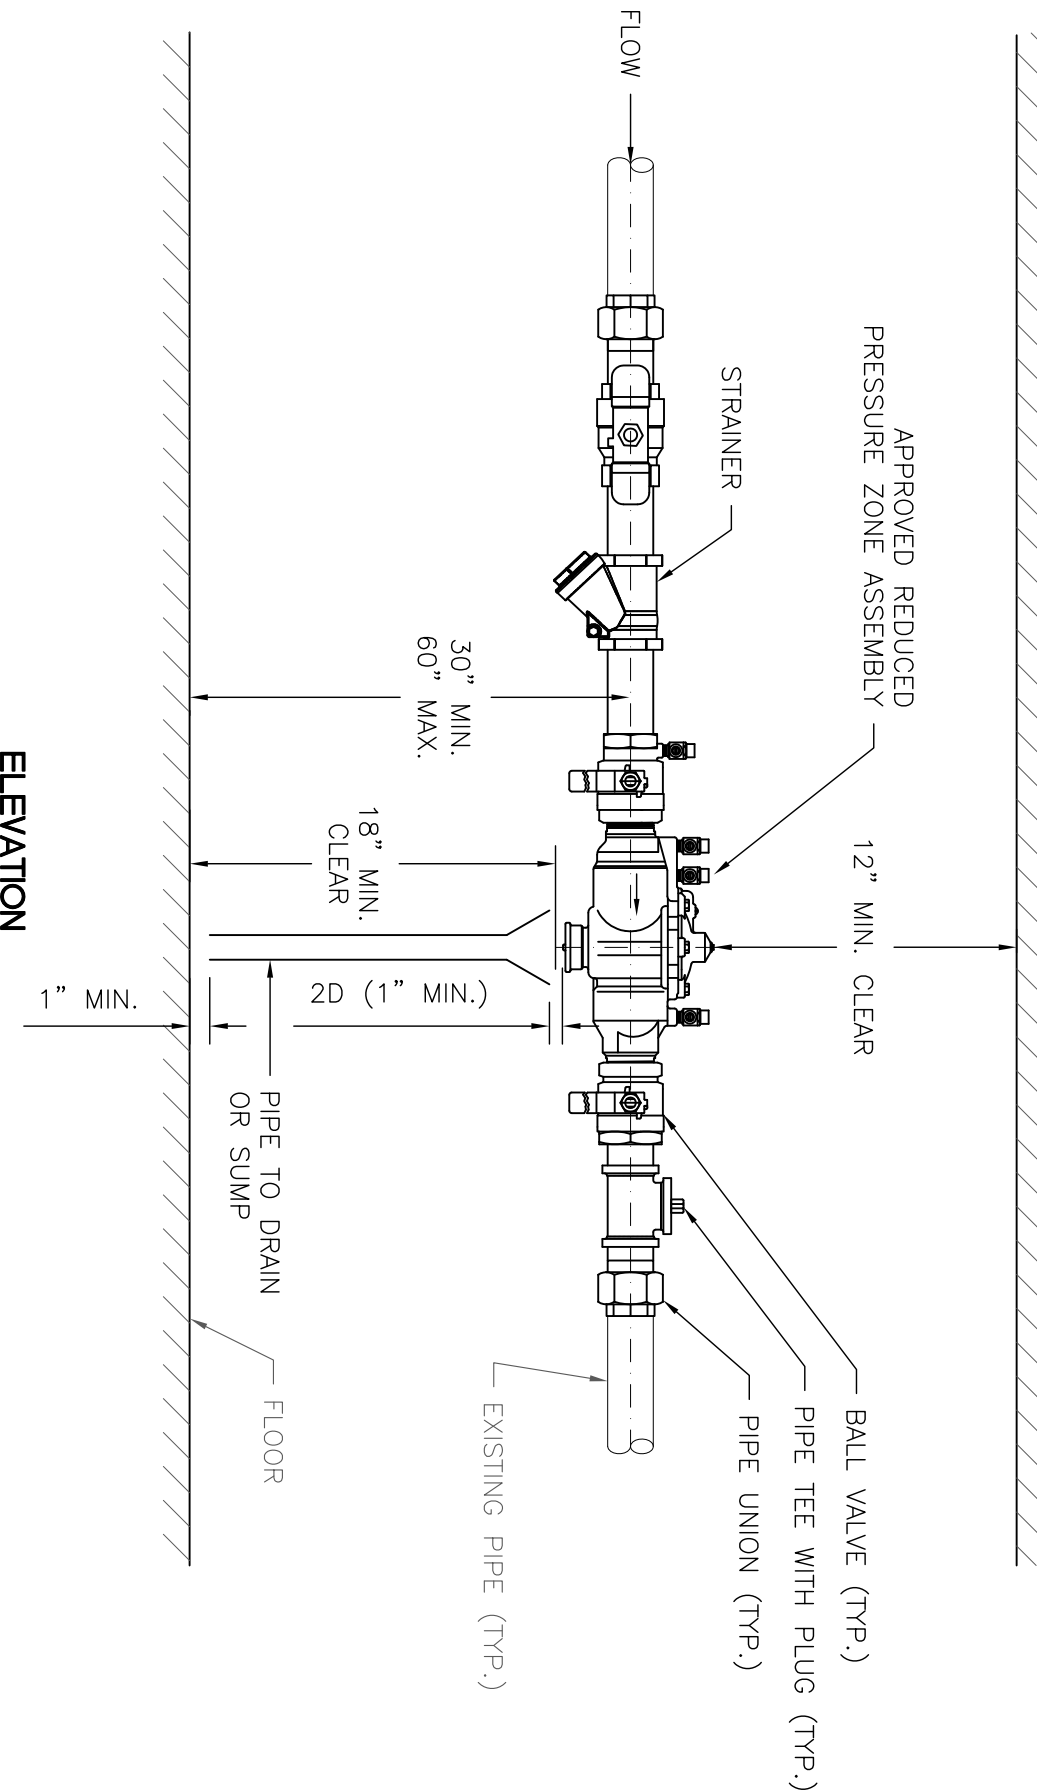 FLOW
APPROVED REDUCED
PRESSURE ZONE ASSEMBLY
STRAINER
12” MIN. CLEAR
30” MIN.
60” MAX.
18” MIN.
CLEAR
2D (1” MIN.)
1” MIN.
PIPE TO DRAIN
OR SUMP
BALL VALVE (TYP.)
PIPE TEE WITH PLUG (TYP.)
PIPE UNION (TYP.)
EXISTING PIPE (TYP.)
FLOOR
ELEVATION